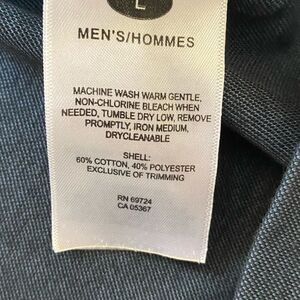 L
MEN'S/HOMMES
MACHINE WASH WARM GENTLE,
NON-CHLORINE BLEACH WHEN
NEEDED, TUMBLE DRY LOW, REMOVE
PROMPTLY, IRON MEDIUM,
DRYCLEANABLE
SHELL:
60% COTTON, 40% POLYESTER
EXCLUSIVE OF TRIMMING
RN 69724
CA 05367